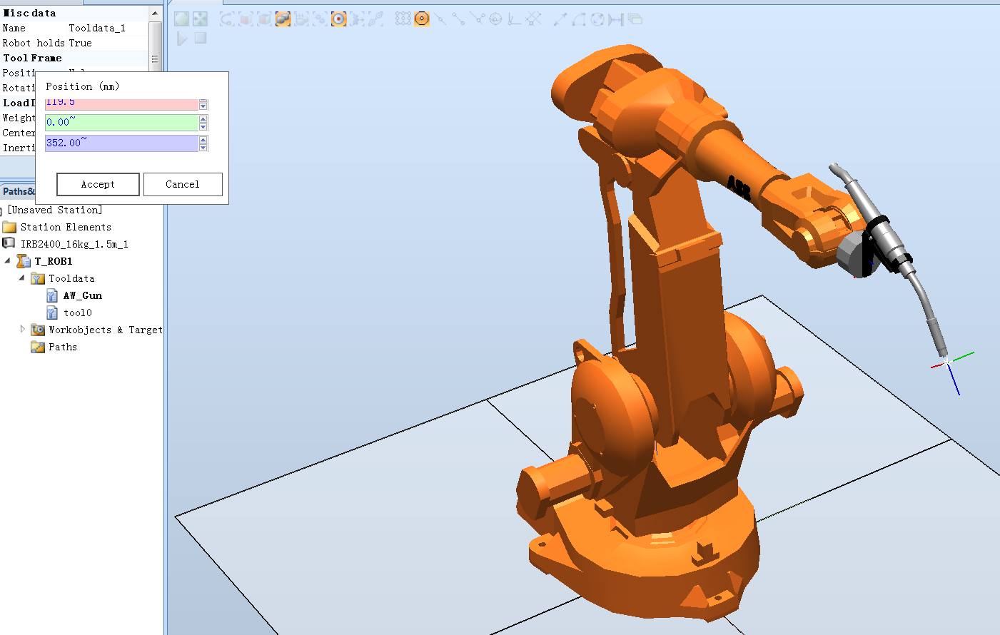 Misc data
Name Tooldata_1
Robot holds True
Tool Frame
Positi
Rotati
Load D
Weight
Center
Inerti
Position (mm)
119.5
0.00~
352.00~
Accept Cancel
Paths&
[Unsaved Station]
Station Elements
IRB2400_16kg_1.5m_1
T_ROB1
Tooldata
AW_Gun
tool0
Workobjects & Target
Paths
ABB